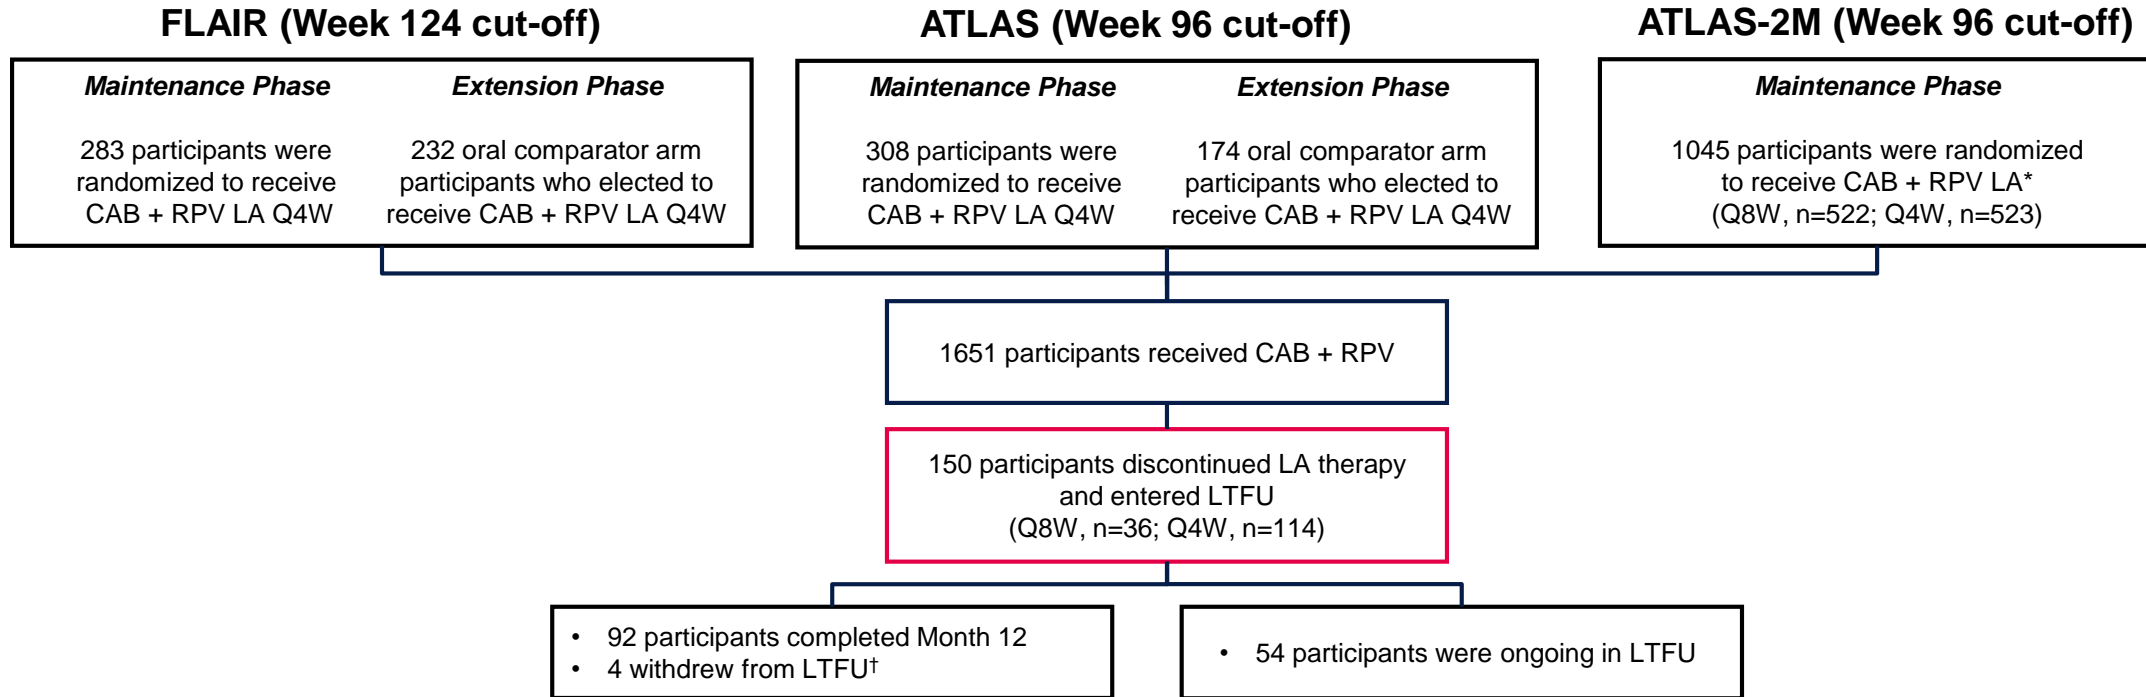 FLAIR (Week 124 cut-off)
Maintenance Phase
283 participants were
randomized to receive
CAB + RPV LA Q4W
Extension Phase
232 oral comparator arm
participants who elected to
receive CAB + RPV LA Q4W
ATLAS (Week 96 cut-off)
Maintenance Phase
308 participants were
randomized to receive
CAB + RPV LA Q4W
Extension Phase
174 oral comparator arm
participants who elected to
receive CAB + RPV LA Q4W
ATLAS-2M (Week 96 cut-off)
Maintenance Phase
1045 participants were randomized
to receive CAB + RPV LA*
(Q8W, n=522; Q4W, n=523)
1651 participants received CAB + RPV
150 participants discontinued LA therapy
and entered LTFU
(Q8W, n=36; Q4W, n=114)
• 92 participants completed Month 12
• 4 withdrew from LTFU†
• 54 participants were ongoing in LTFU